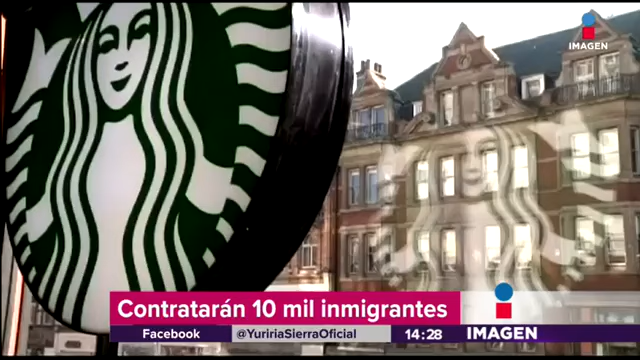 IMAGEN
Contratarán 10 mil inmigrantes
Facebook @YuririaSierraOficial 14:28 IMAGEN